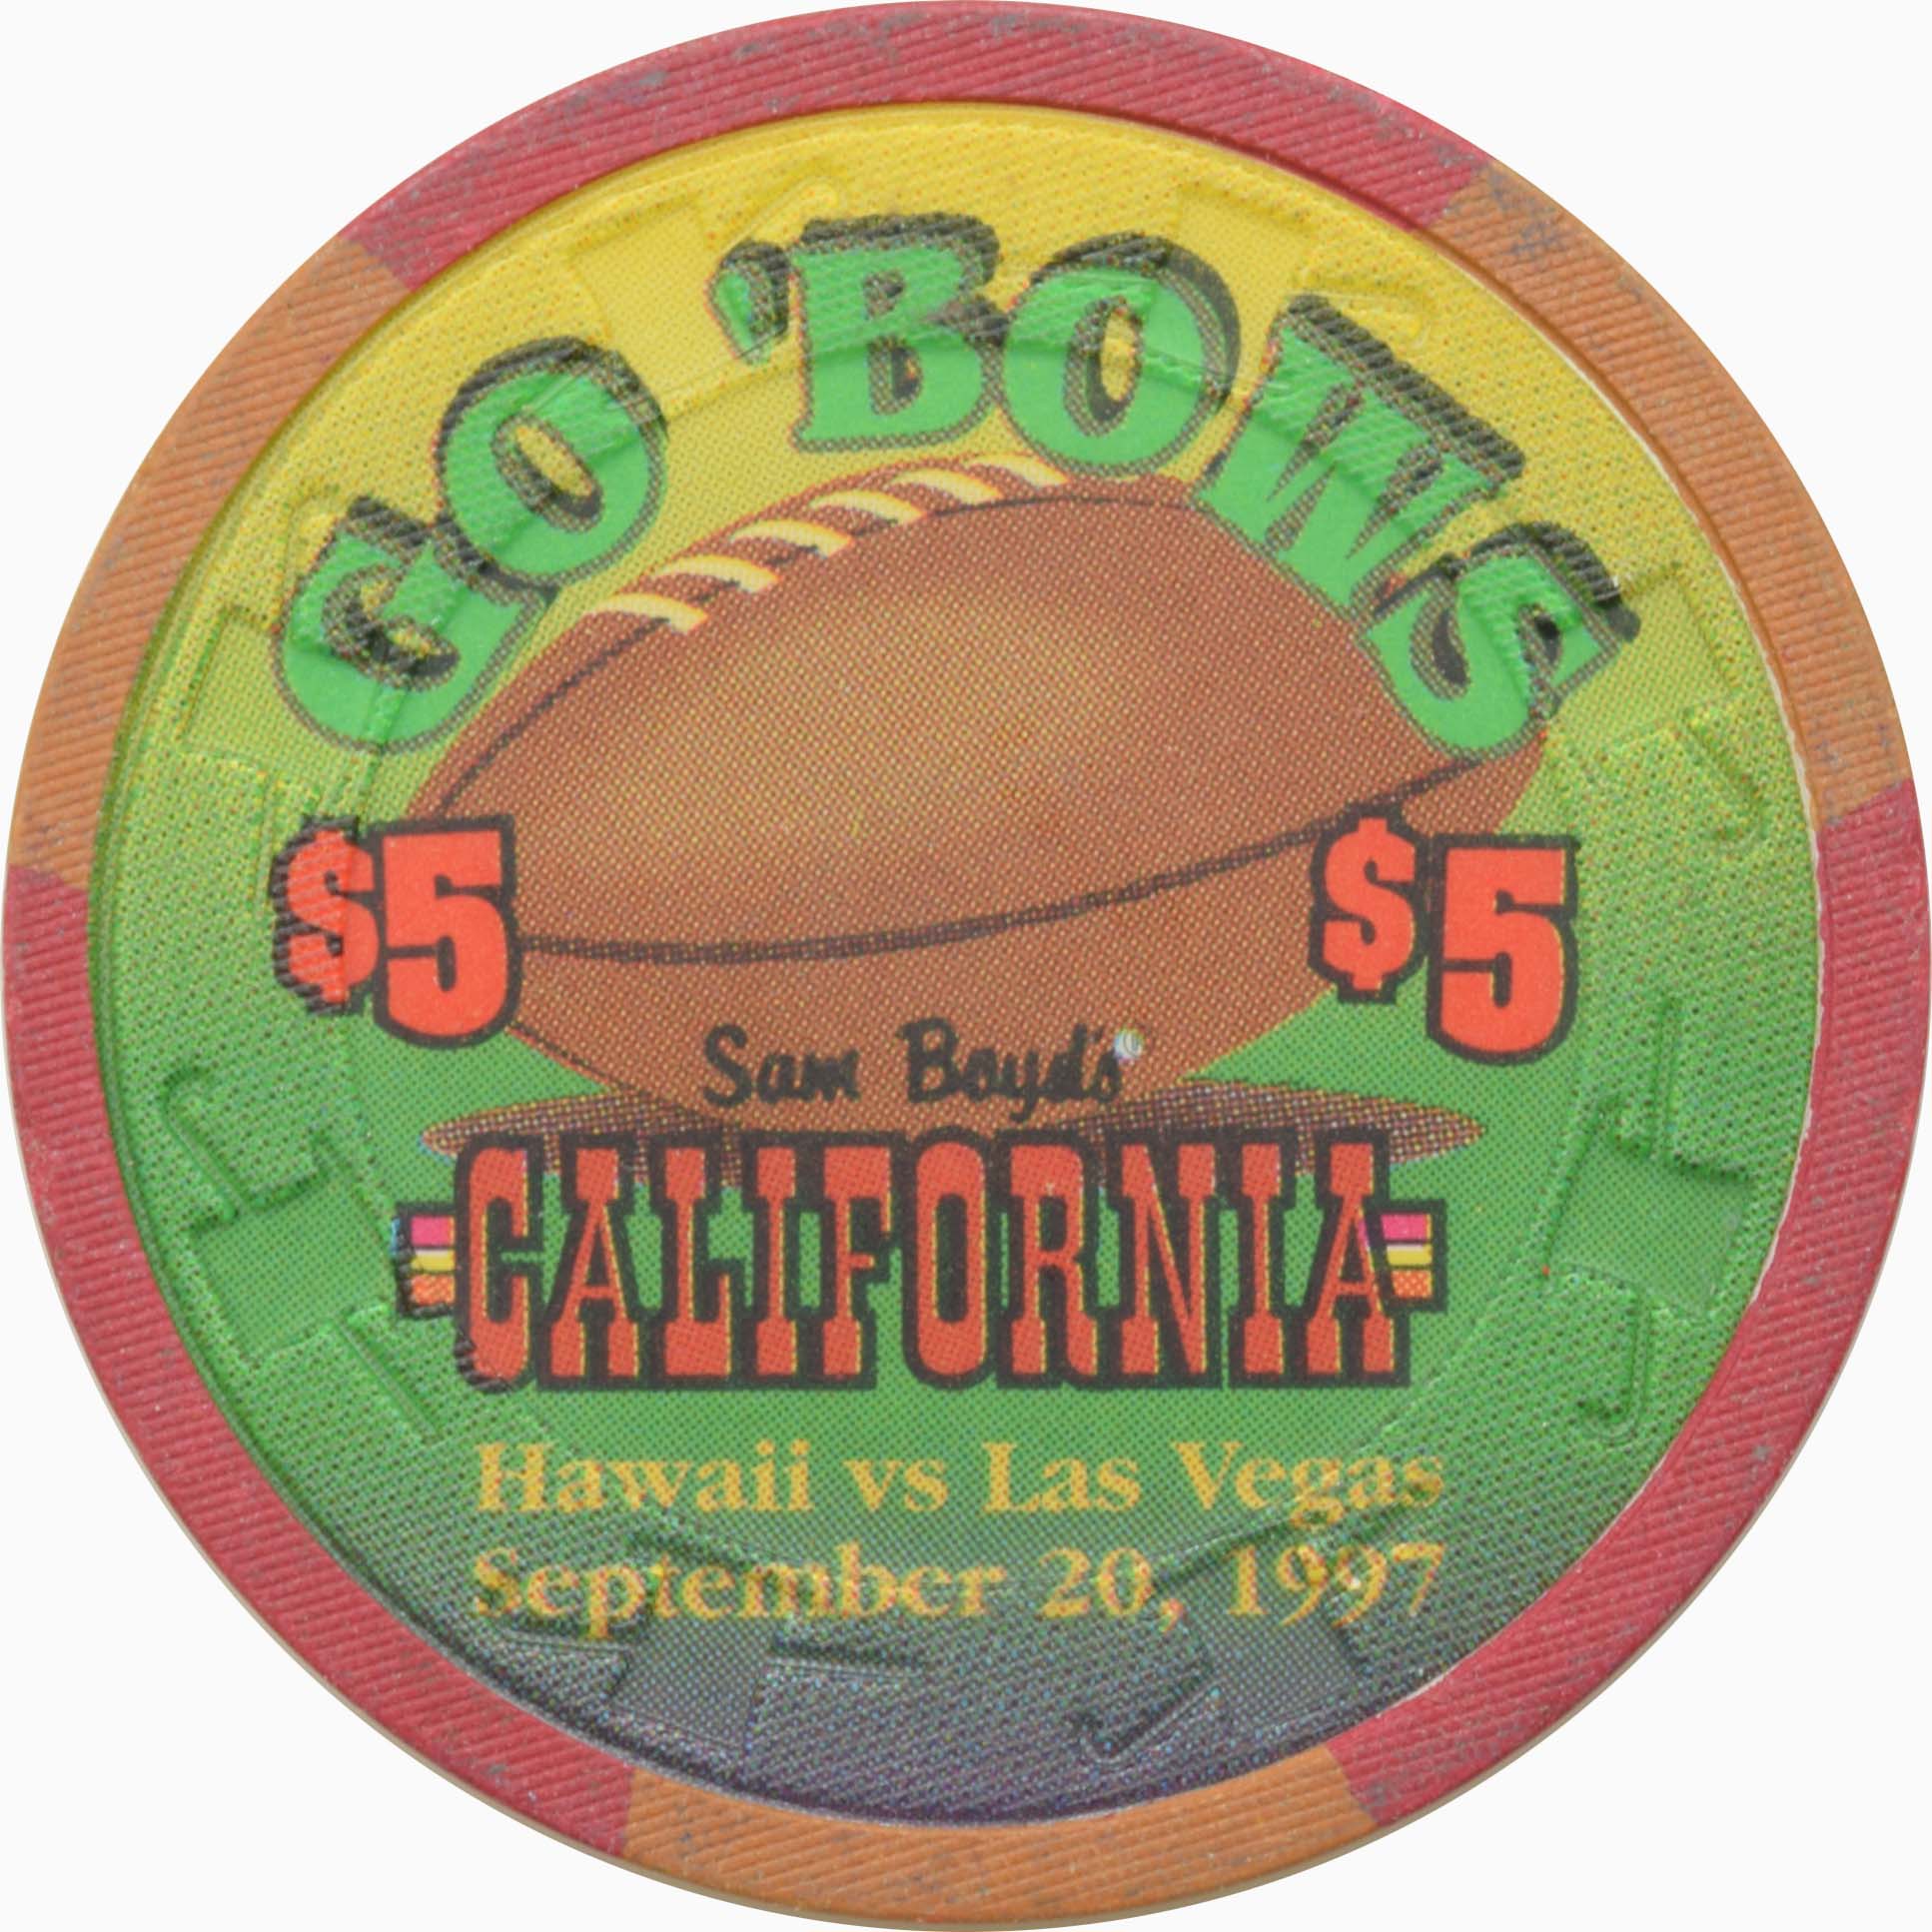 GO 'BOWS
$5 $5
Sam Boyd's
CALIFORNIA
Hawaii vs Las Vegas
September 20, 1997